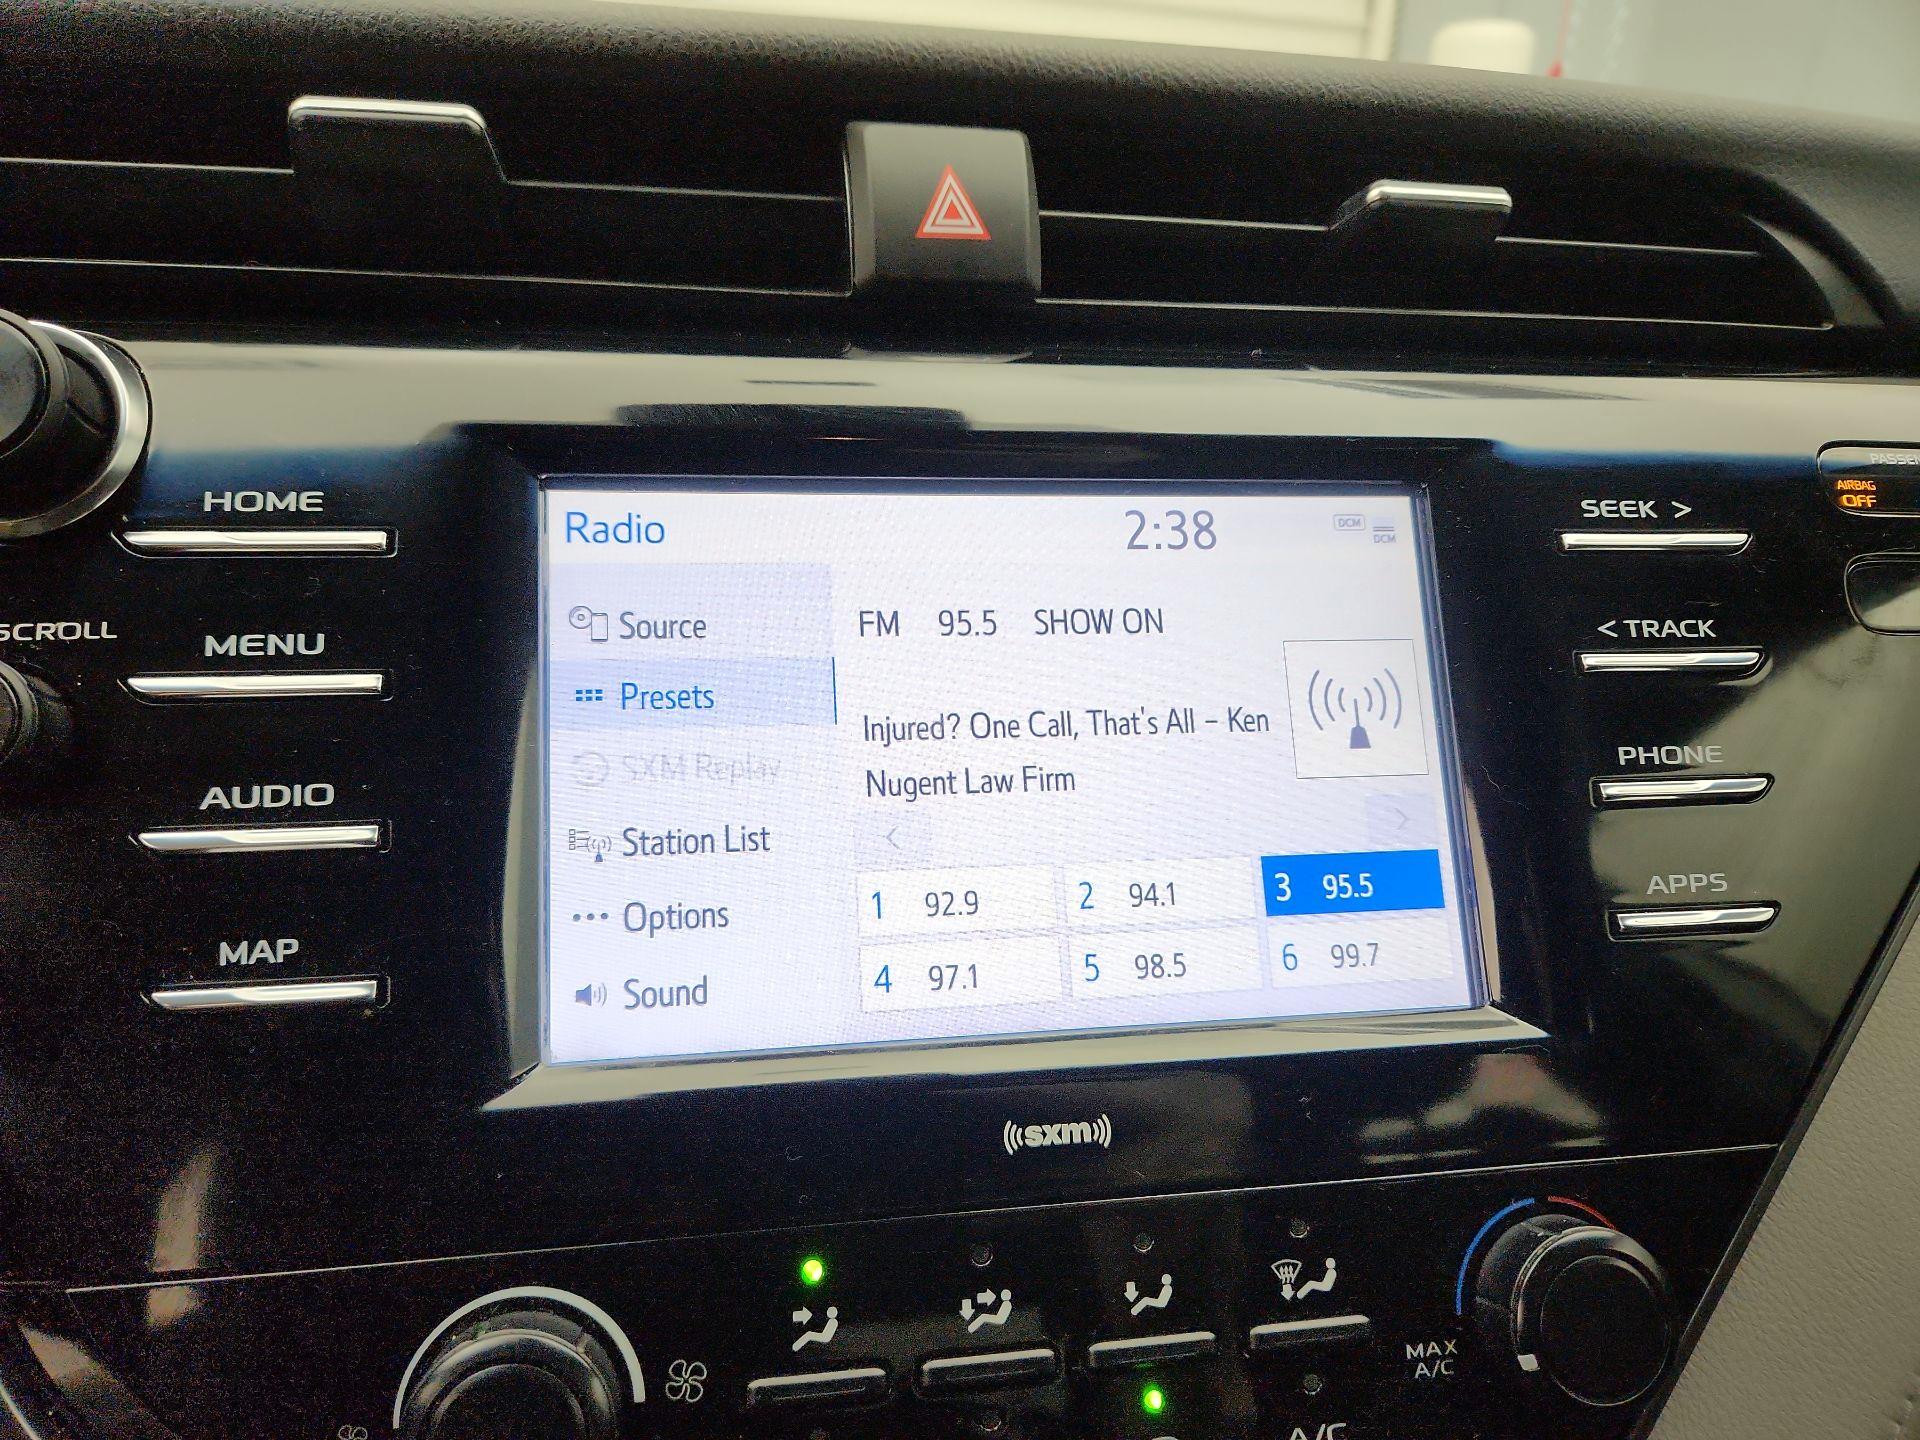 HOME
MENU
SCROLL
AUDIO
MAP
Radio
2:38
DCM
DCM
Source
Presets
SXM Replay
Station List
Options
Sound
FM 95.5 SHOW ON
Injured? One Call, That's All – Ken
Nugent Law Firm
<
>
1 92.9
2 94.1
3 95.5
4 97.1
5 98.5
6 99.7
SEEK >
< TRACK
PHONE
APPS
AIRBAG
OFF
((sxm))
MAX
A/C
A/C